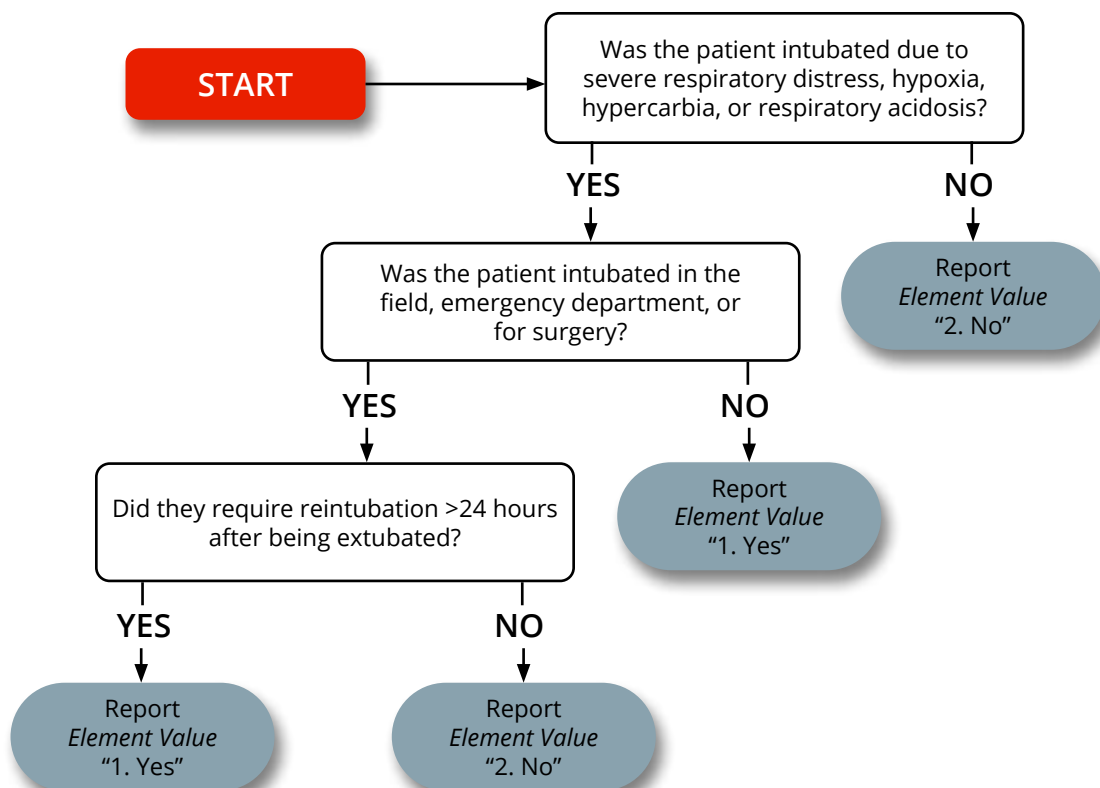 START
Was the patient intubated due to
severe respiratory distress, hypoxia,
hypercarbia, or respiratory acidosis?
YES
NO
Was the patient intubated in the
field, emergency department, or
for surgery?
Report
Element Value
“2. No”
YES
NO
Did they require reintubation >24 hours
after being extubated?
Report
Element Value
“1. Yes”
YES
NO
Report
Element Value
“1. Yes”
Report
Element Value
“2. No”